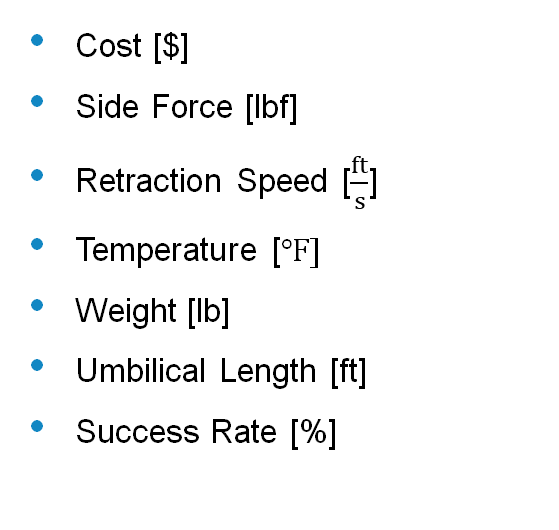 • Cost [$]
• Side Force [lbf]
• Retraction Speed [ft/s]
• Temperature [°F]
• Weight [lb]
• Umbilical Length [ft]
• Success Rate [%]